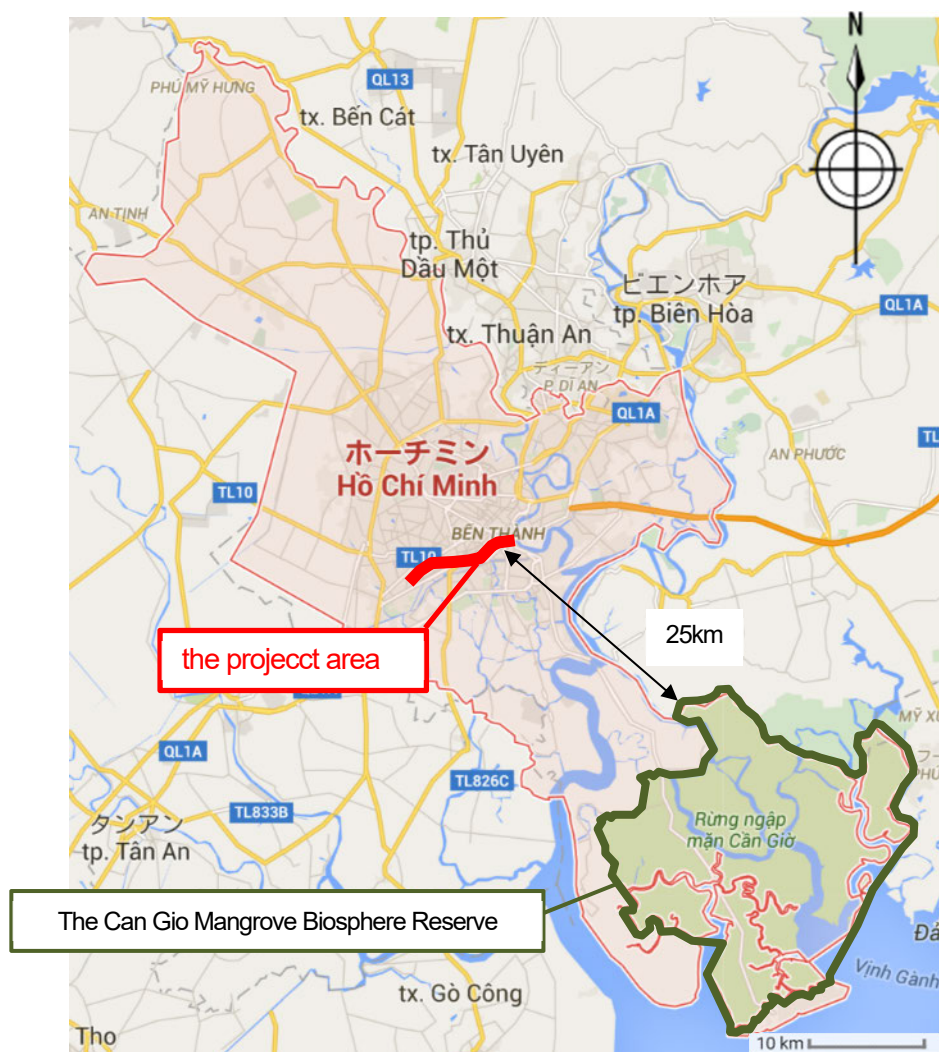 N
PHÚ MỸ HƯNG
QL13
tx. Bến Cát
tx. Tân Uyên
AN TỊNH
tp. Thủ
Dầu Một
ビエンホア
tp. Biên Hòa
QL1A
tx. Thuận An
ディーアン
P. DĨ AN
QL1A
TL
ホーチミン
Hồ Chí Minh
AN PHƯỚC
TL10
BẾN THÀNH
TL10
25km
the projecct area
MỸ XU
QL1A
TL826C
TL833B
Rừng ngập
mặn Cần Giờ
タンアン
tp. Tân An
The Can Gio Mangrove Biosphere Reserve
Vịnh Gành
tx. Gò Công
Tho
10 km